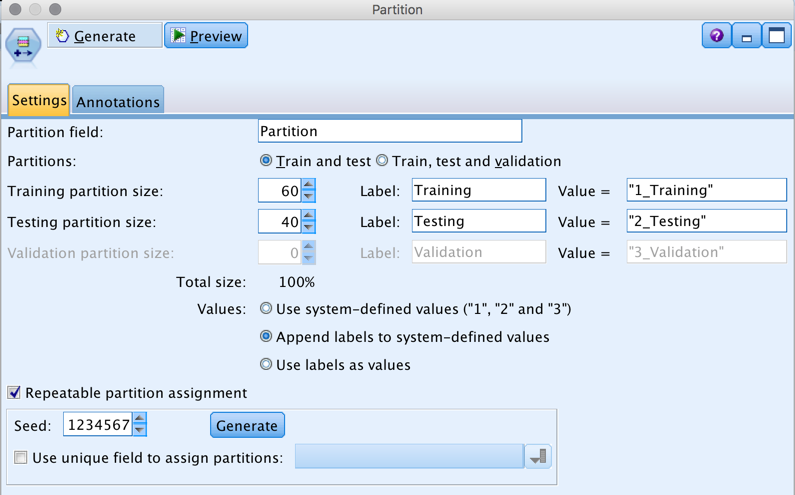 Partition
Generate Preview ?
Settings Annotations
Partition field: Partition
Partitions: Train and test Train, test and validation
Training partition size: 60 Label: Training Value = "1_Training"
Testing partition size: 40 Label: Testing Value = "2_Testing"
Validation partition size: 0 Label: Validation Value = "3_Validation"
Total size: 100%
Values: Use system-defined values ("1", "2" and "3")
Append labels to system-defined values
Use labels as values
Repeatable partition assignment
Seed: 1234567 Generate
Use unique field to assign partitions: